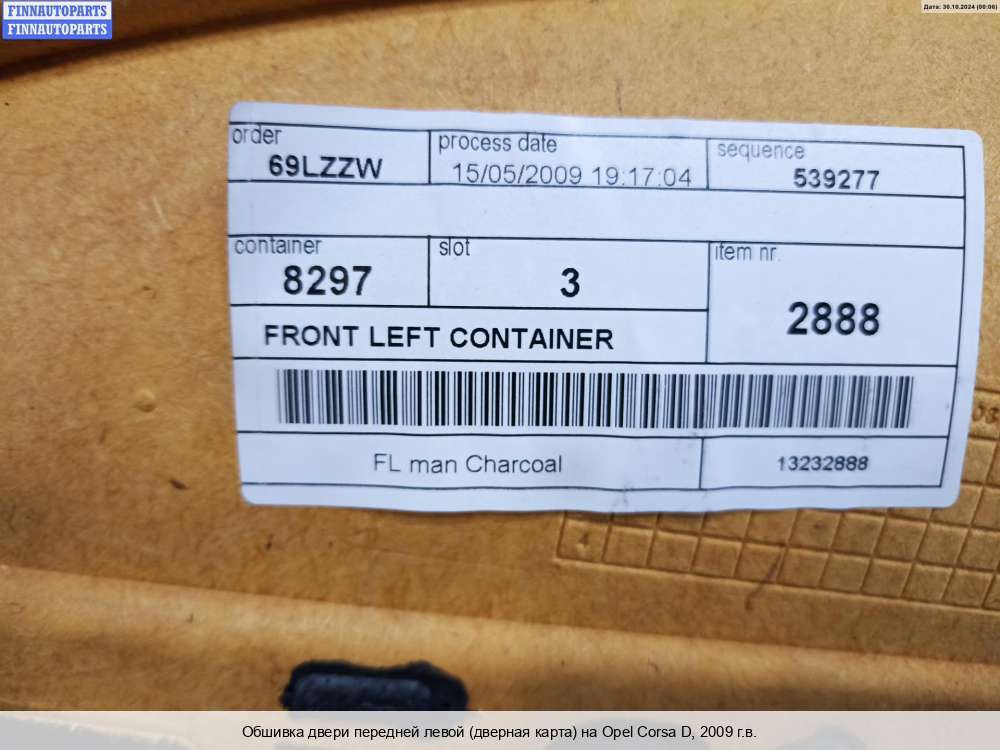 FINNAUTOPARTS
FINNAUTOPARTS
Дата: 30.10.2024 (00:06)
order
69LZZW
process date
15/05/2009 19:17:04
sequence
539277
container
8297
slot
3
item nr.
2888
FRONT LEFT CONTAINER
FL man Charcoal
13232888
Обшивка двери передней левой (дверная карта) на Opel Corsa D, 2009 г.в.